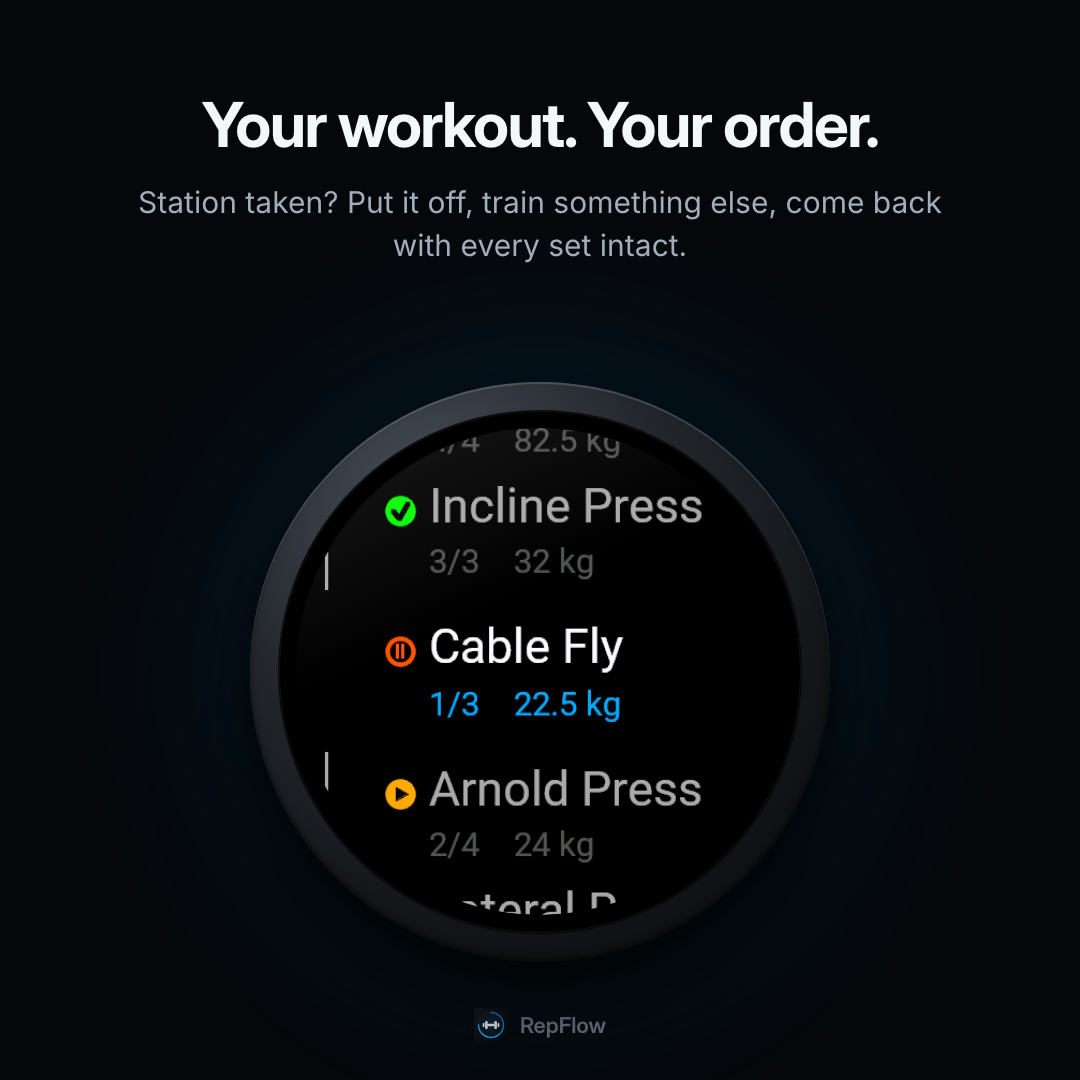 Your workout. Your order.
Station taken? Put it off, train something else, come back
with every set intact.
82.5 kg
Incline Press
3/3 32 kg
Cable Fly
1/3 22.5 kg
Arnold Press
2/4 24 kg
RepFlow